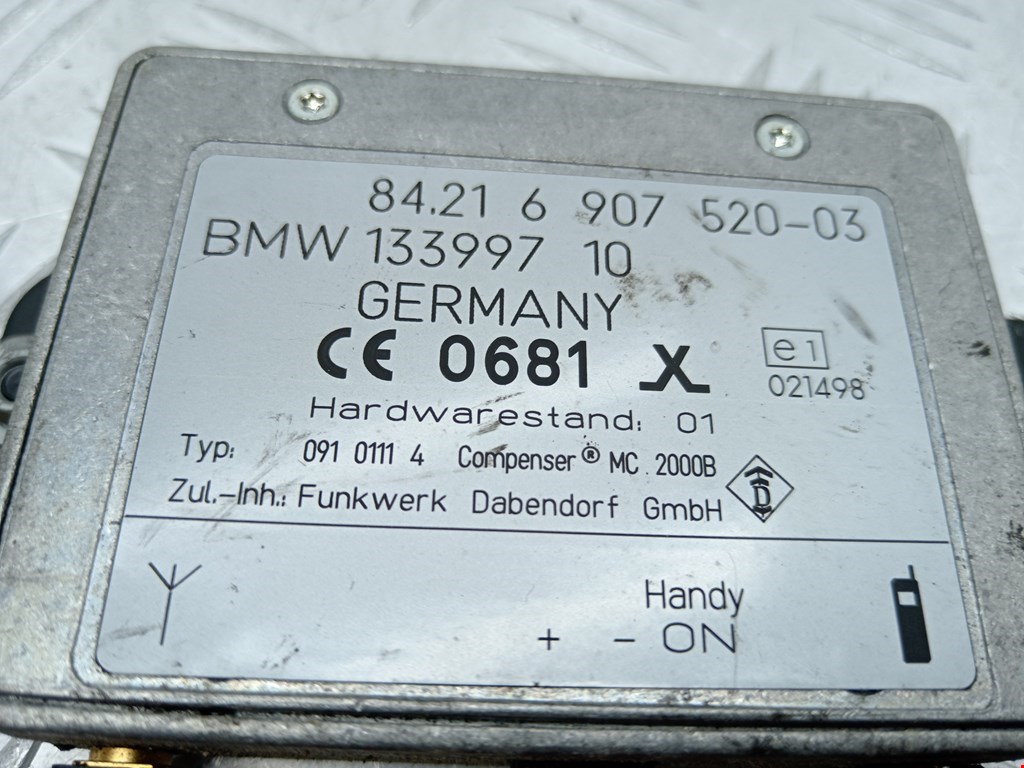 84.21 6 907 520-03
BMW 133997 10
GERMANY
CE 0681 X
e1
021498
Hardwarestand: 01
Typ: 091 0111 4 Compenser® MC. 2000B
Zul.-Inh.: Funkwerk Dabendorf GmbH
Handy
+ - ON